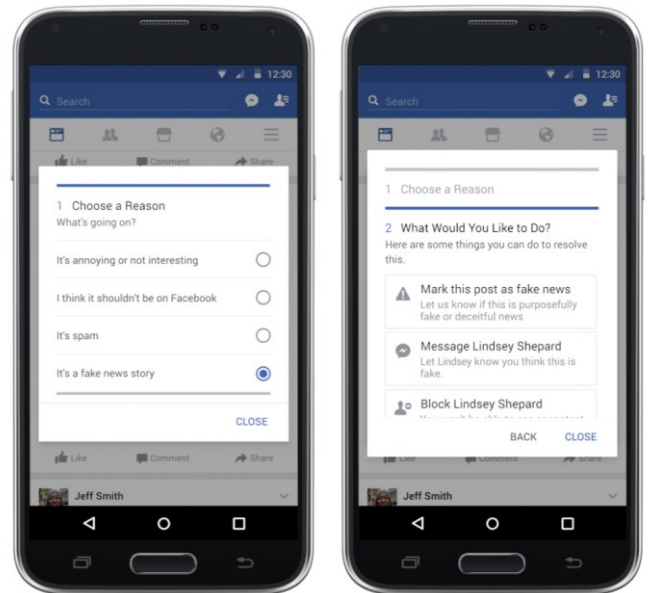 12:30
Search
Like Comment Share
1 Choose a Reason
What's going on?
It's annoying or not interesting
I think it shouldn't be on Facebook
It's spam
It's a fake news story
CLOSE
Like Comment Share
Jeff Smith
12:30
Search
1 Choose a Reason
2 What Would You Like to Do?
Here are some things you can do to resolve
this.
Mark this post as fake news
Let us know if this is purposefully
fake or deceitful news
Message Lindsey Shepard
Let Lindsey know you think this is
fake.
Block Lindsey Shepard
BACK CLOSE
Like Comment Share
Jeff Smith